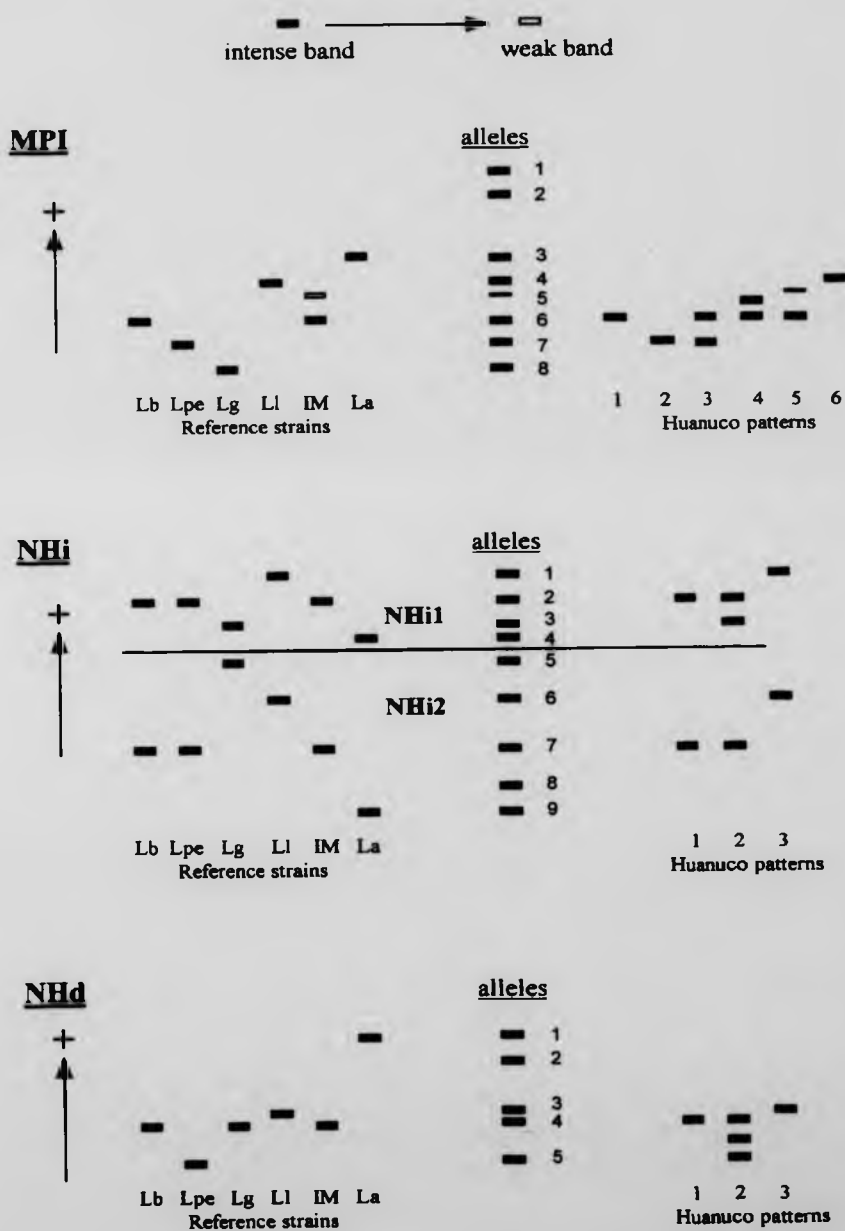 intense band weak band
MPI
alleles
+
1
2
3
4
5
6
7
8
Lb Lpe Lg Ll IM La
Reference strains
1 2 3 4 5 6
Huanuco patterns
NHi
alleles
+
1
2
3
4
5
6
7
8
9
NHi1
NHi2
Lb Lpe Lg Ll IM La
Reference strains
1 2 3
Huanuco patterns
NHd
alleles
+
1
2
3
4
5
Lb Lpe Lg Ll IM La
Reference strains
1 2 3
Huanuco patterns